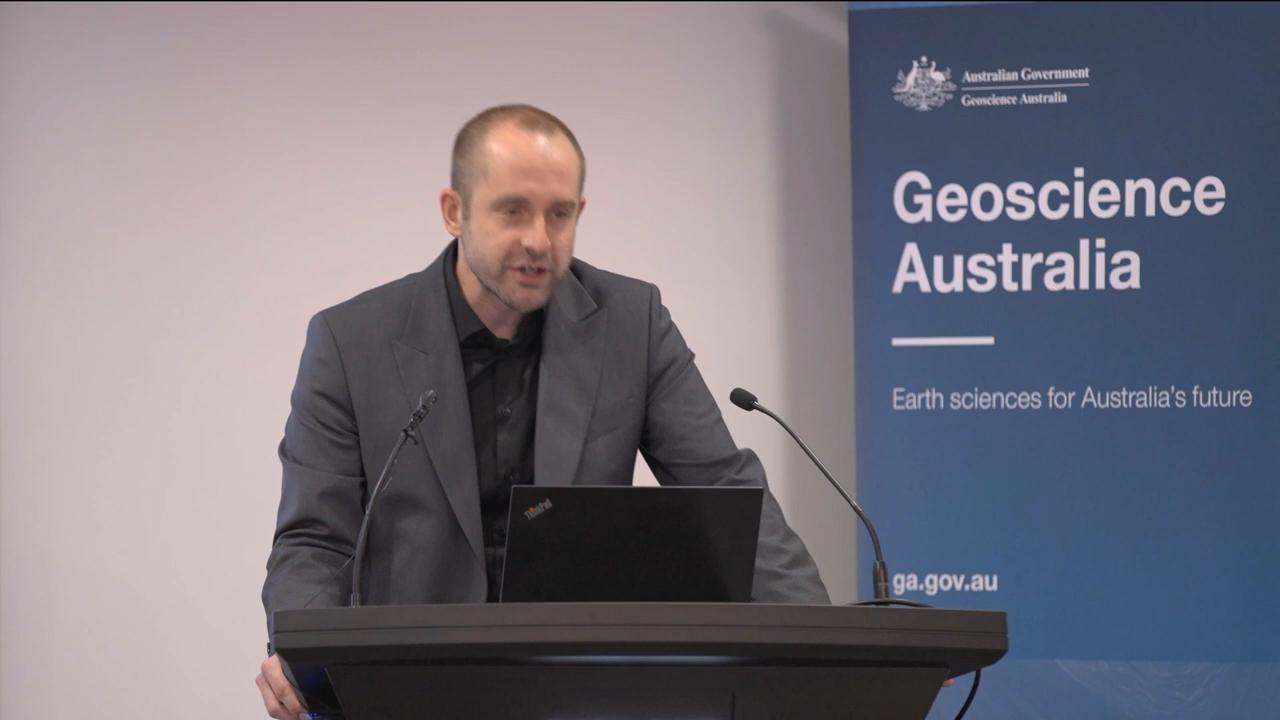 Australian Government
Geoscience Australia
Geoscience
Australia
Earth sciences for Australia's future
ga.gov.au
ThinkPad